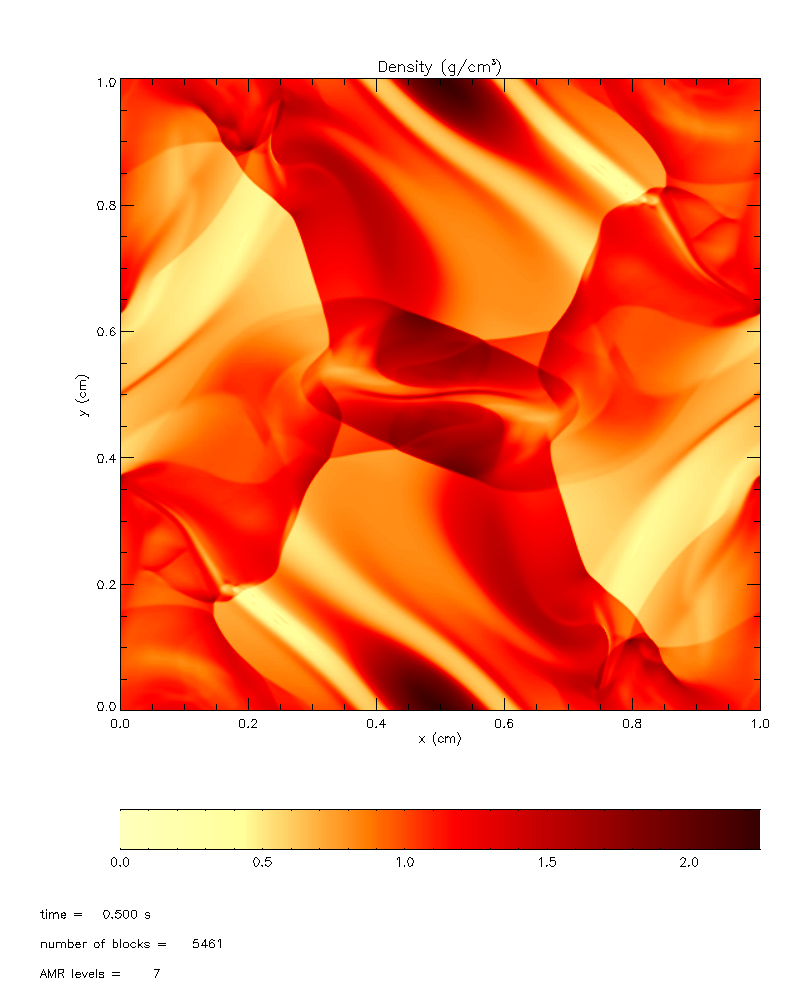 Density (g/cm³)
1.0
0.8
0.6
y (cm)
0.4
0.2
0.0
0.0 0.2 0.4 0.6 0.8 1.0
x (cm)
0.0 0.5 1.0 1.5 2.0
time = 0.500 s
number of blocks = 5461
AMR levels = 7